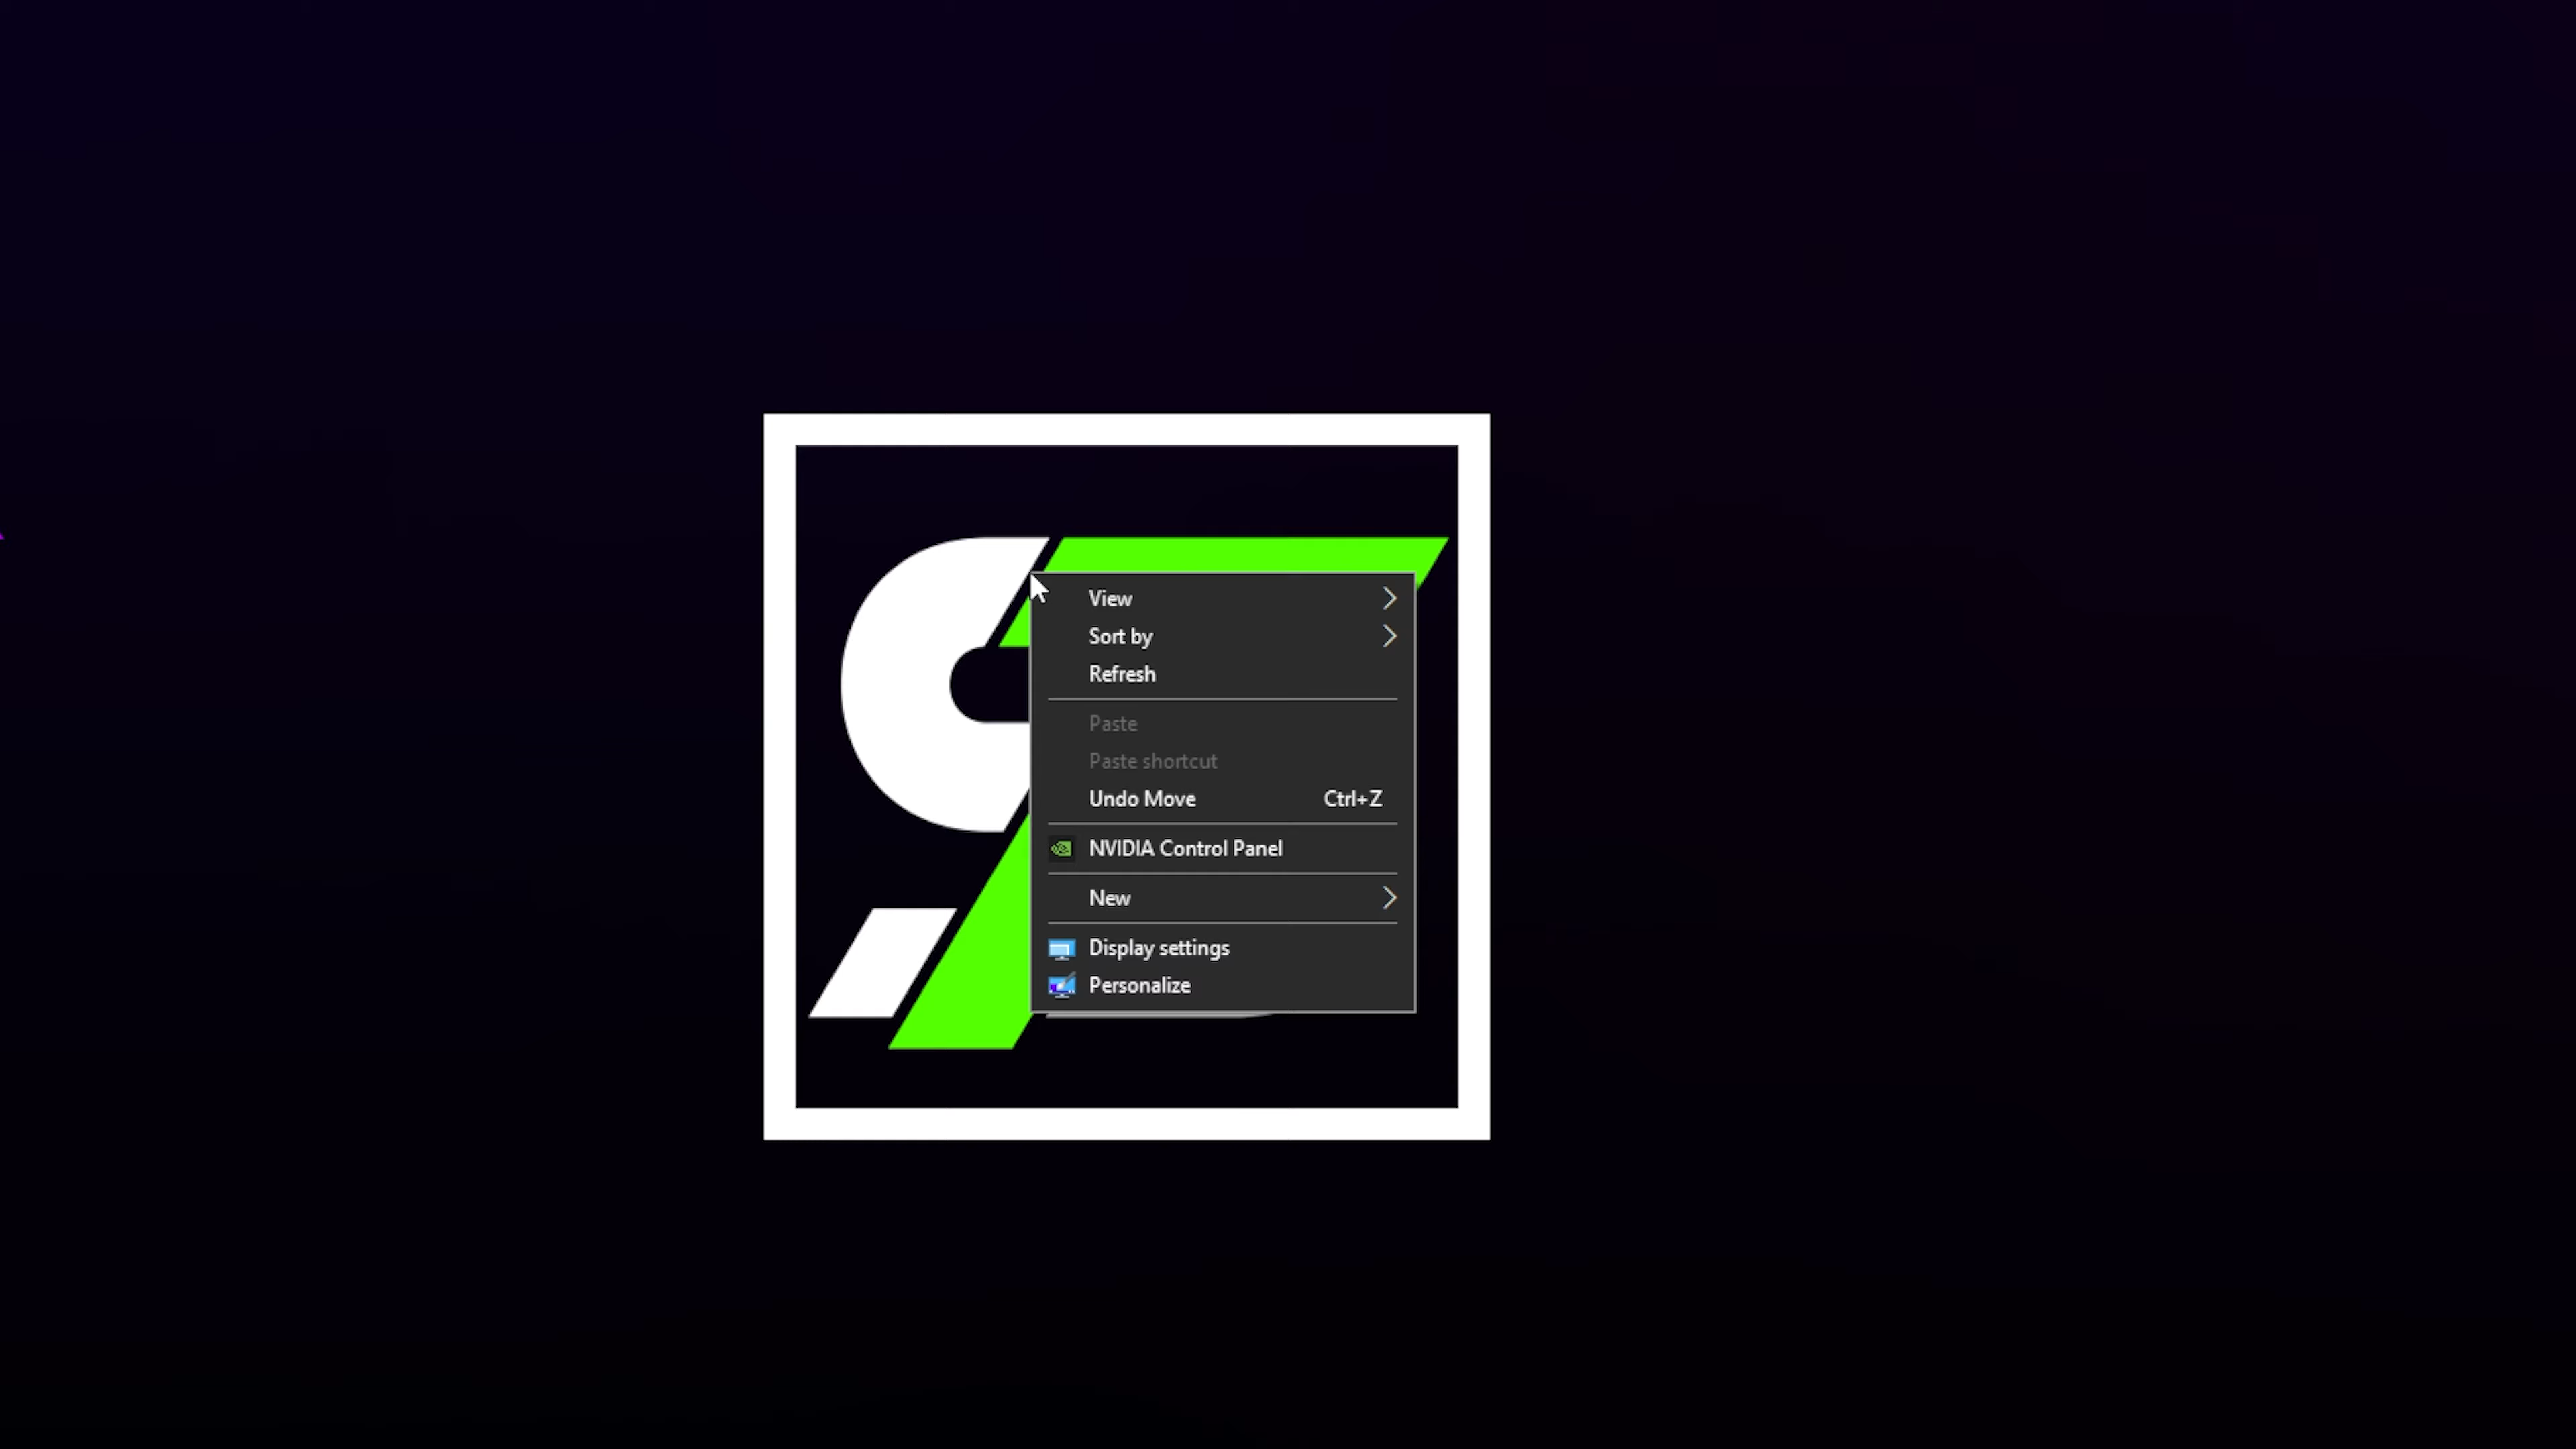 View
Sort by
Refresh
Paste
Paste shortcut
Undo Move Ctrl+Z
NVIDIA Control Panel
New
Display settings
Personalize